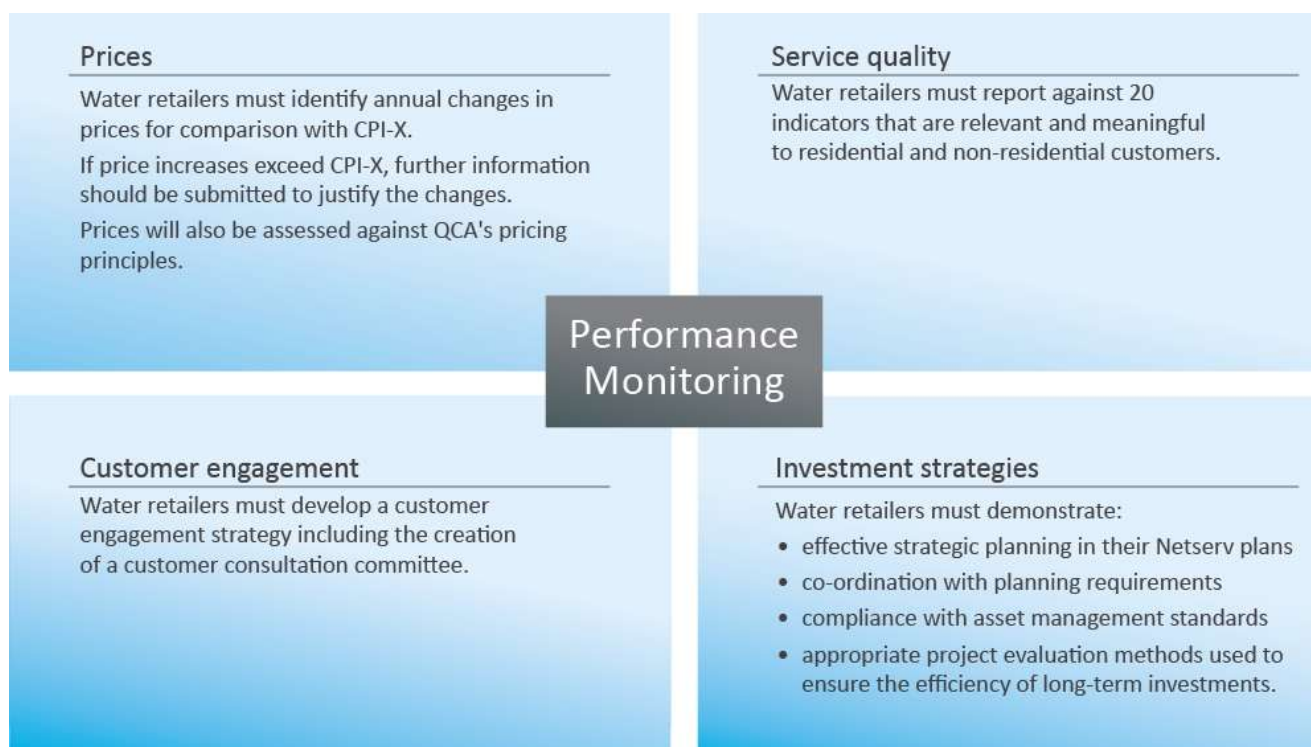 Prices
Water retailers must identify annual changes in
prices for comparison with CPI-X.
If price increases exceed CPI-X, further information
should be submitted to justify the changes.
Prices will also be assessed against QCA's pricing
principles.
Service quality
Water retailers must report against 20
indicators that are relevant and meaningful
to residential and non-residential customers.
Performance
Monitoring
Customer engagement
Water retailers must develop a customer
engagement strategy including the creation
of a customer consultation committee.
Investment strategies
Water retailers must demonstrate:
• effective strategic planning in their Netserv plans
• co-ordination with planning requirements
• compliance with asset management standards
• appropriate project evaluation methods used to
ensure the efficiency of long-term investments.